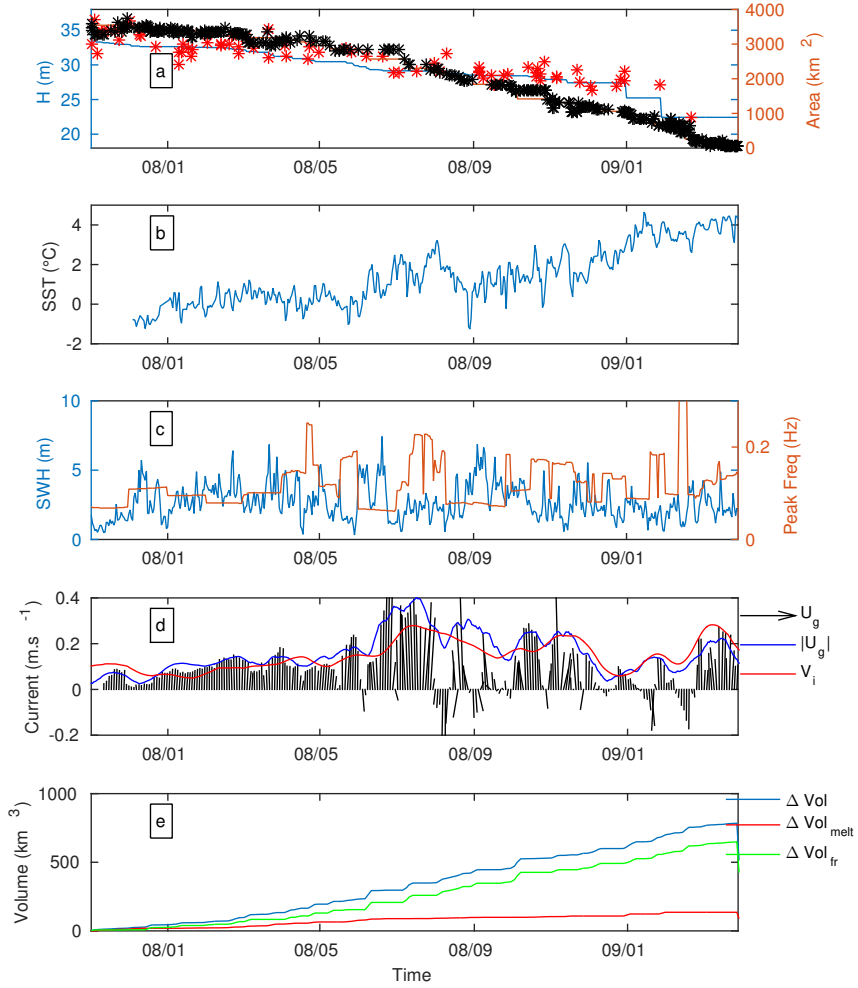 35
30
25
20
H (m)
a
4000
3000
2000
1000
0
Area (km 2)
08/01 08/05 08/09 09/01
4
2
0
-2
SST (°C)
b
08/01 08/05 08/09 09/01
10
5
0
SWH (m)
c
0.2
0
Peak Freq (Hz)
08/01 08/05 08/09 09/01
0.4
0.2
0
-0.2
Current (m.s -1)
d
U g
|U g|
V i
08/01 08/05 08/09 09/01
1000
500
0
Volume (km 3)
e
Δ Vol
Δ Vol melt
Δ Vol fr
08/01 08/05 08/09 09/01
Time